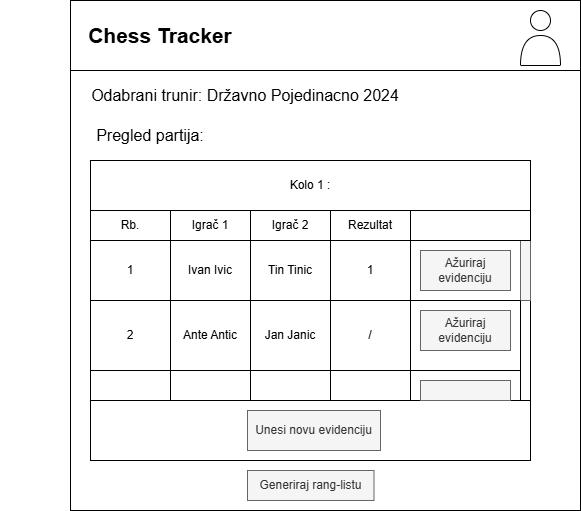 Chess Tracker
Odabrani trunir: Državno Pojedinacno 2024
Pregled partija:
Kolo 1 :
Rb. Igrač 1 Igrač 2 Rezultat
1 Ivan Ivic Tin Tinic 1 Ažuriraj
evidenciju
2 Ante Antic Jan Janic / Ažuriraj
evidenciju
Unesi novu evidenciju
Generiraj rang-listu